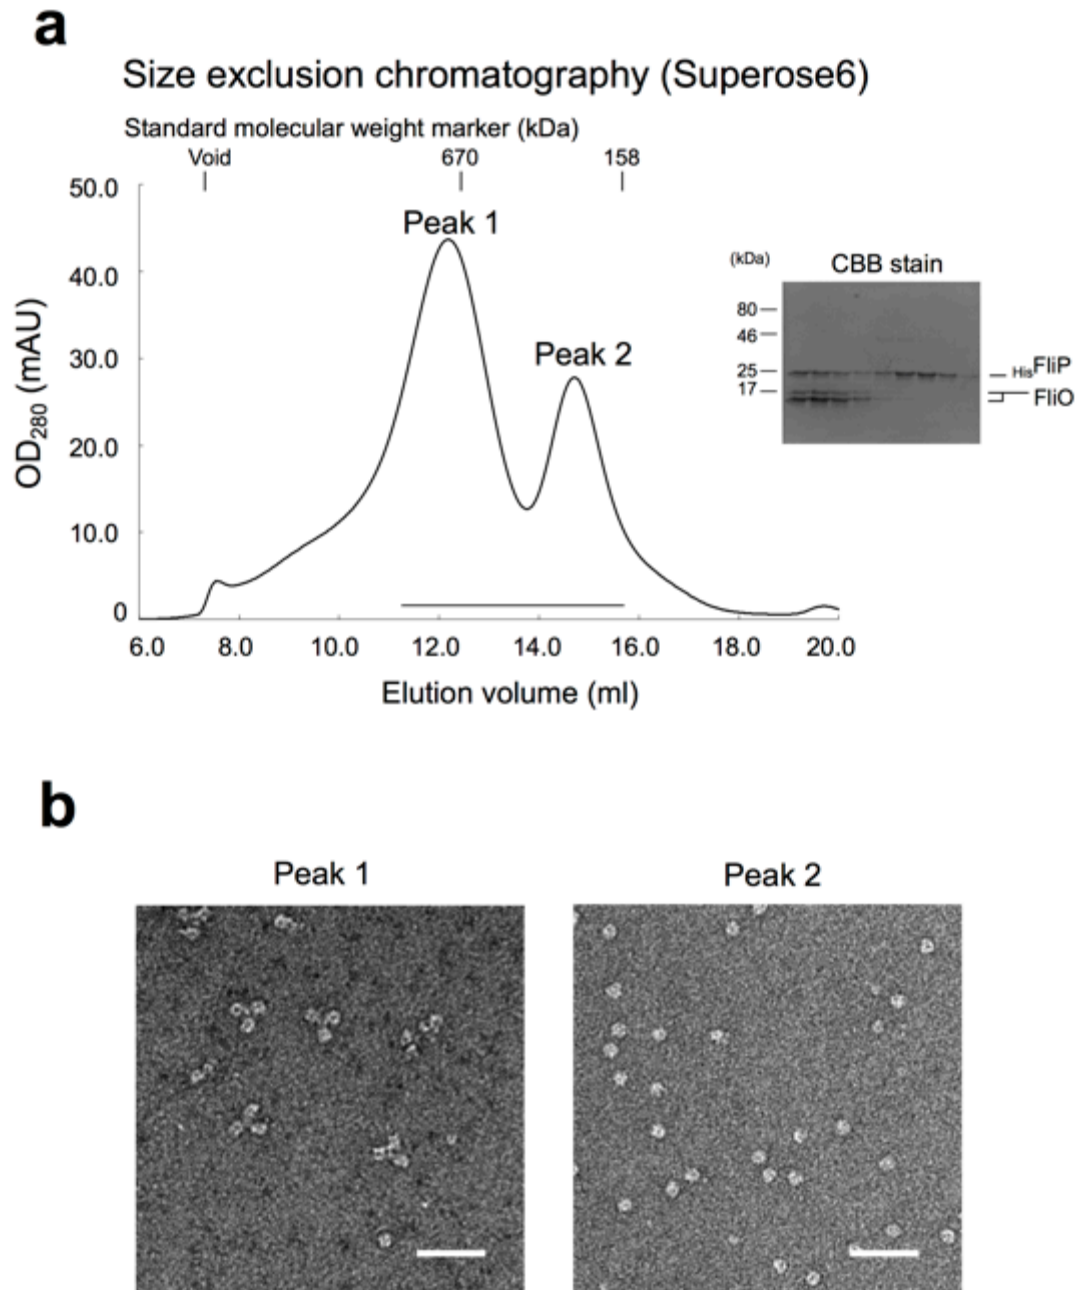 a
Size exclusion chromatography (Superose6)
Standard molecular weight marker (kDa)
Void 670 158
50.0
40.0
30.0
20.0
10.0
0
OD280 (mAU)
Peak 1
Peak 2
6.0 8.0 10.0 12.0 14.0 16.0 18.0 20.0
Elution volume (ml)
(kDa)
CBB stain
80
46
25
17
HisFliP
FliO
b
Peak 1
Peak 2